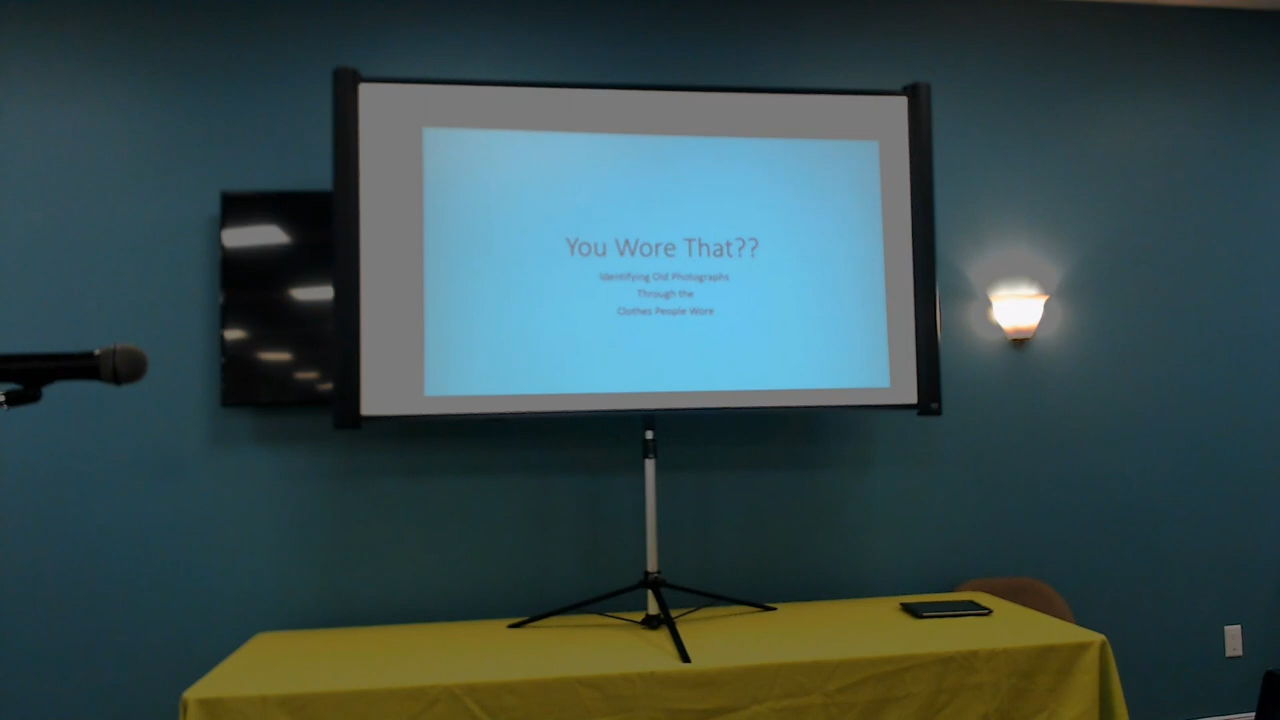 You Wore That??
Identifying Old Photographs
Through the
Clothes People Wore